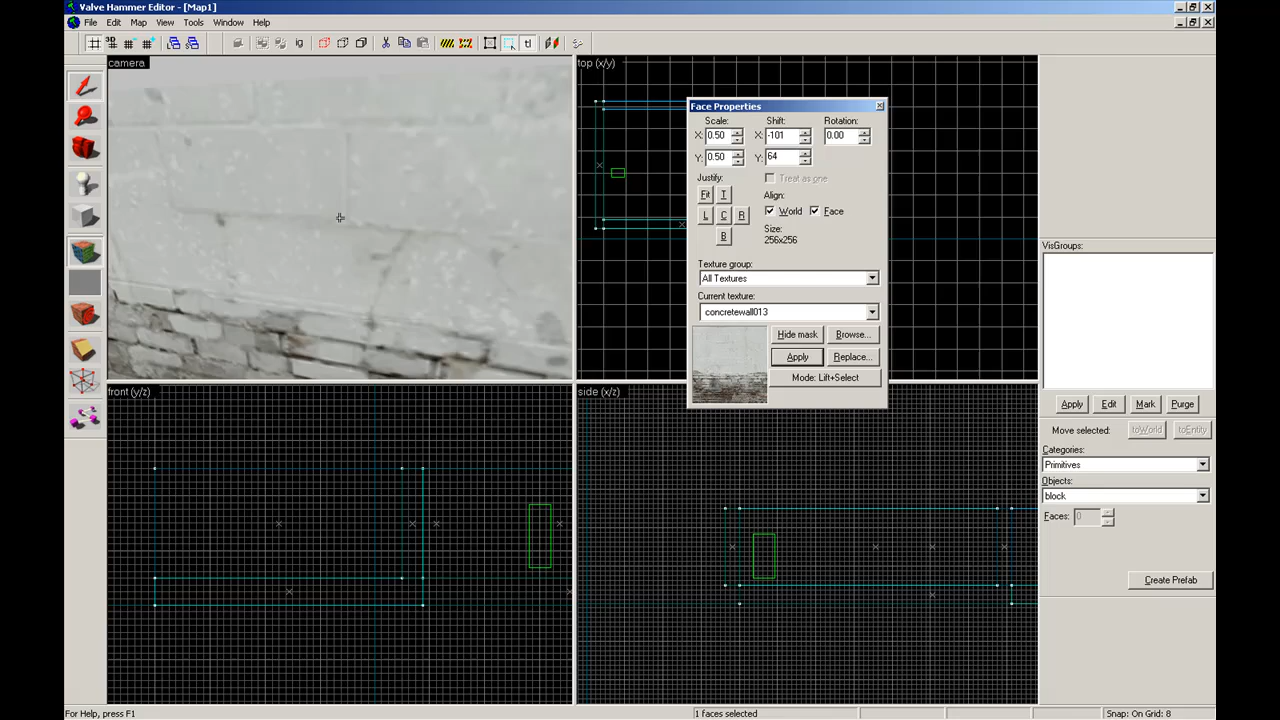 Valve Hammer Editor - [Map1]
File Edit Map View Tools Window Help
3D
ig
tl
camera
top (x/y)
Face Properties
Scale: Shift: Rotation:
X: 0.50 X: -101 0.00
Y: 0.50 Y: 64
Justify: Treat as one
Fit T Align:
L C R World Face
B Size:
256x256
Texture group:
All Textures
Current texture:
concretewall013
Hide mask Browse...
Apply Replace...
Mode: Lift+Select
VisGroups:
Apply Edit Mark Purge
Move selected: toWorld toEntity
Categories:
Primitives
Objects:
block
Faces: 0
Create Prefab
front (y/z)
side (x/z)
For Help, press F1
1 faces selected
Snap: On Grid: 8